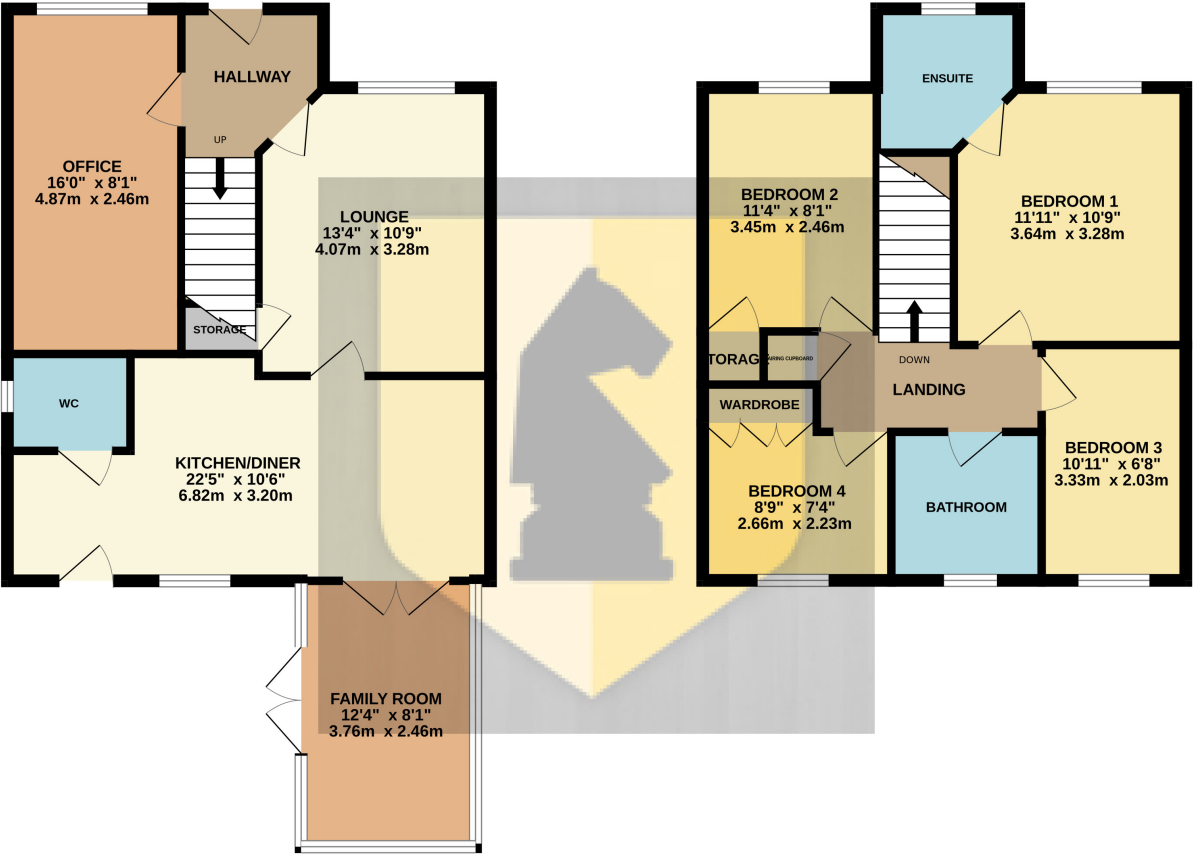 HALLWAY
UP
OFFICE
16'0" x 8'1"
4.87m x 2.46m
LOUNGE
13'4" x 10'9"
4.07m x 3.28m
STORAGE
WC
KITCHEN/DINER
22'5" x 10'6"
6.82m x 3.20m
FAMILY ROOM
12'4" x 8'1"
3.76m x 2.46m
ENSUITE
BEDROOM 2
11'4" x 8'1"
3.45m x 2.46m
BEDROOM 1
11'11" x 10'9"
3.64m x 3.28m
TORAG
AIRING CUPBOARD
DOWN
LANDING
WARDROBE
BEDROOM 3
10'11" x 6'8"
3.33m x 2.03m
BEDROOM 4
8'9" x 7'4"
2.66m x 2.23m
BATHROOM